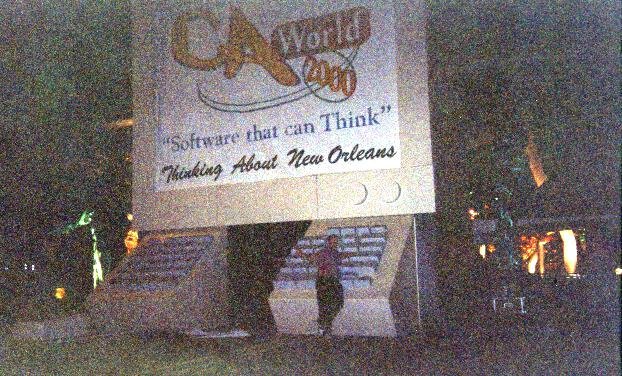 CA World
2000
"Software that can Think"
Thinking About New Orleans